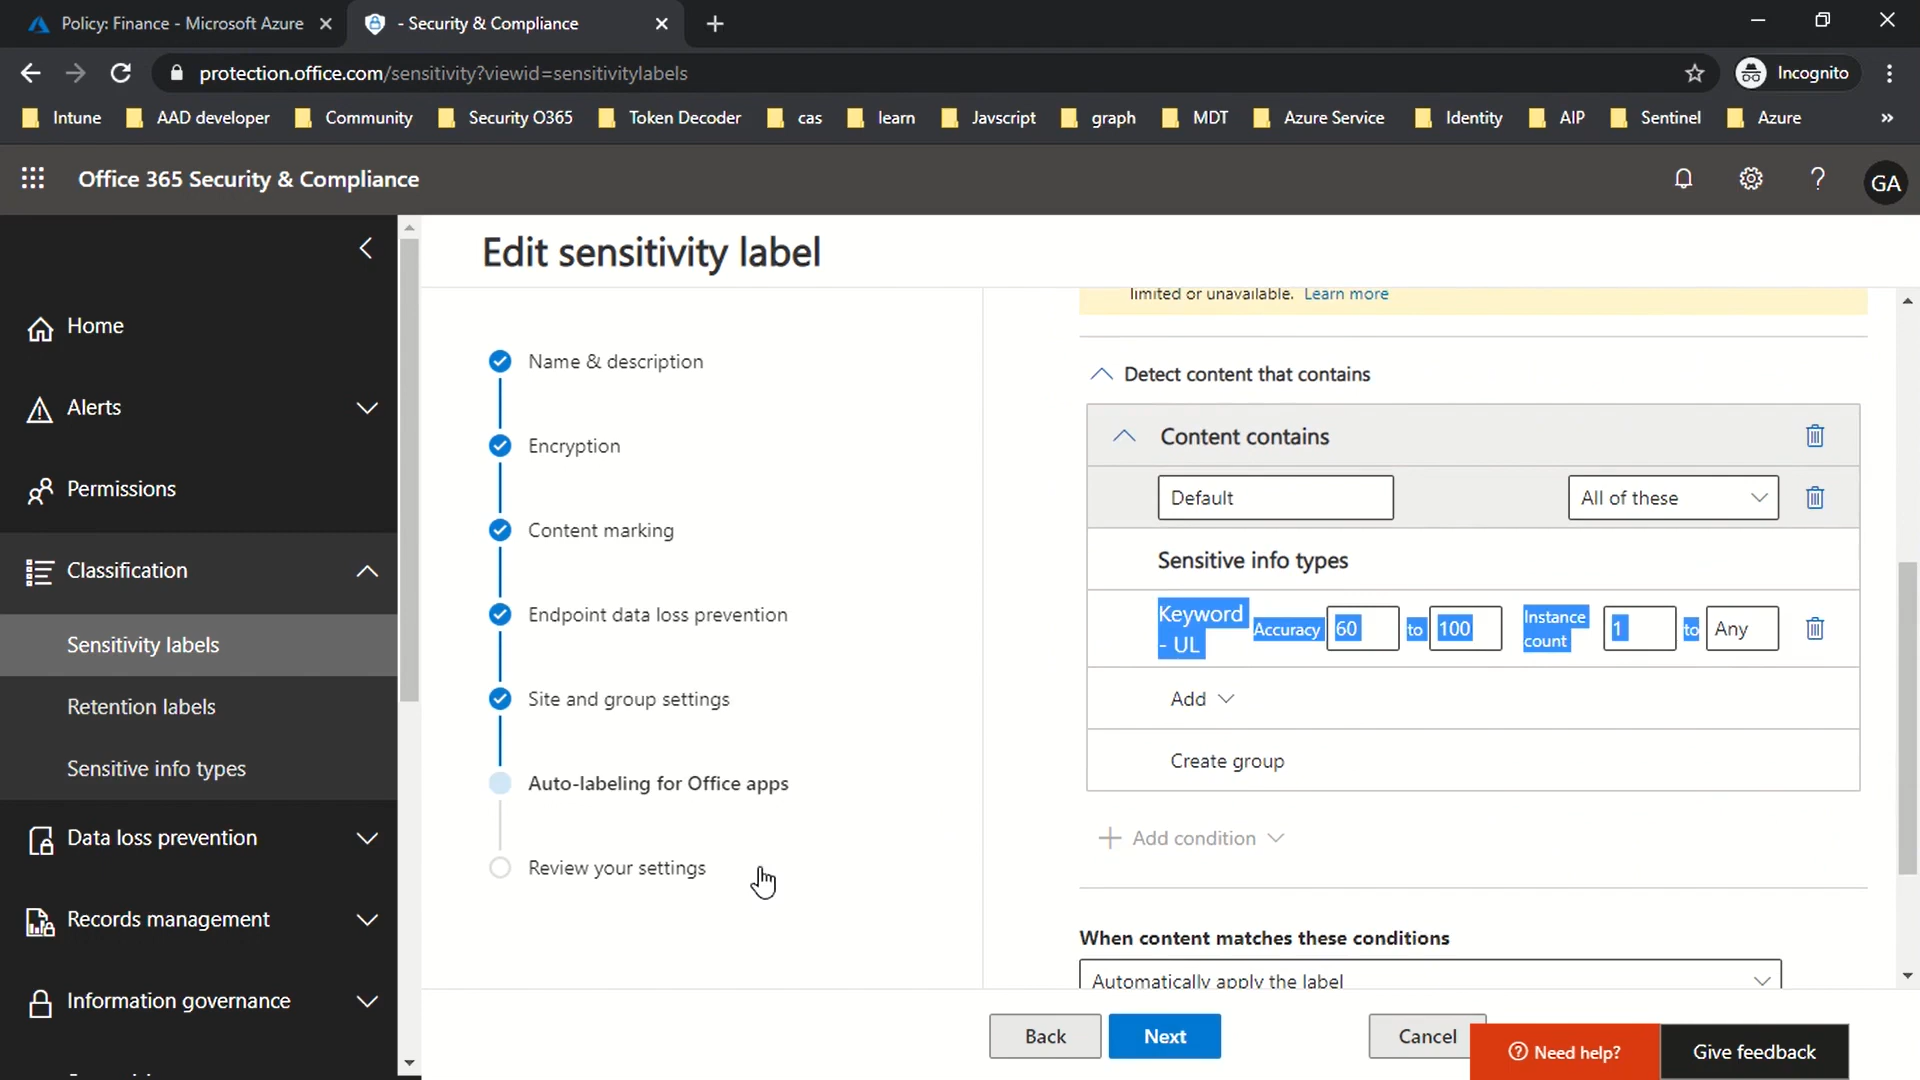 Policy: Finance - Microsoft Azure
- Security & Compliance
protection.office.com/sensitivity?viewid=sensitivitylabels
Incognito
Intune
AAD developer
Community
Security O365
Token Decoder
cas
learn
Javscript
graph
MDT
Azure Service
Identity
AIP
Sentinel
Azure
»
Office 365 Security & Compliance
?
GA
Home
Alerts
Permissions
Classification
Sensitivity labels
Retention labels
Sensitive info types
Data loss prevention
Records management
Information governance
Edit sensitivity label
Name & description
Encryption
Content marking
Endpoint data loss prevention
Site and group settings
Auto-labeling for Office apps
Review your settings
limited or unavailable. Learn more
Detect content that contains
Content contains
Default
All of these
Sensitive info types
Keyword
- UL
Accuracy 60 to 100
Instance
count
1 to Any
Add
Create group
+ Add condition
When content matches these conditions
Automatically apply the label
Back
Next
Cancel
Need help?
Give feedback